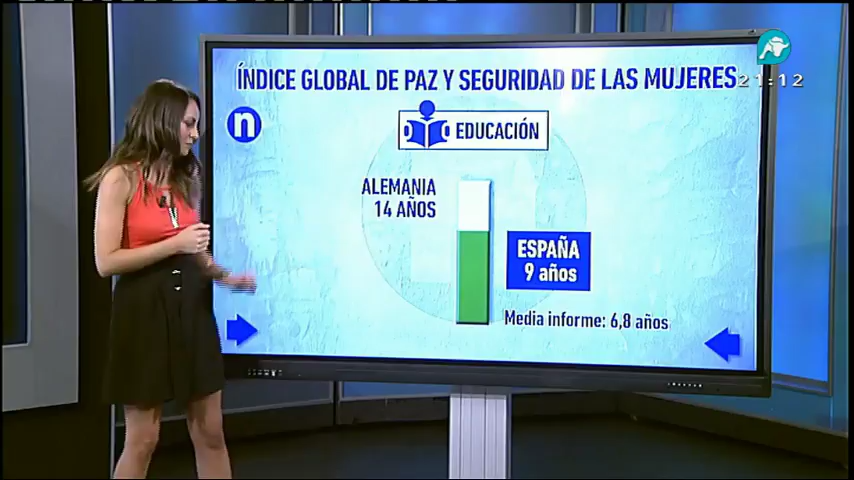 ÍNDICE GLOBAL DE PAZ Y SEGURIDAD DE LAS MUJERES
21:12
n
EDUCACIÓN
ALEMANIA
14 AÑOS
ESPAÑA
9 años
Media informe: 6,8 años